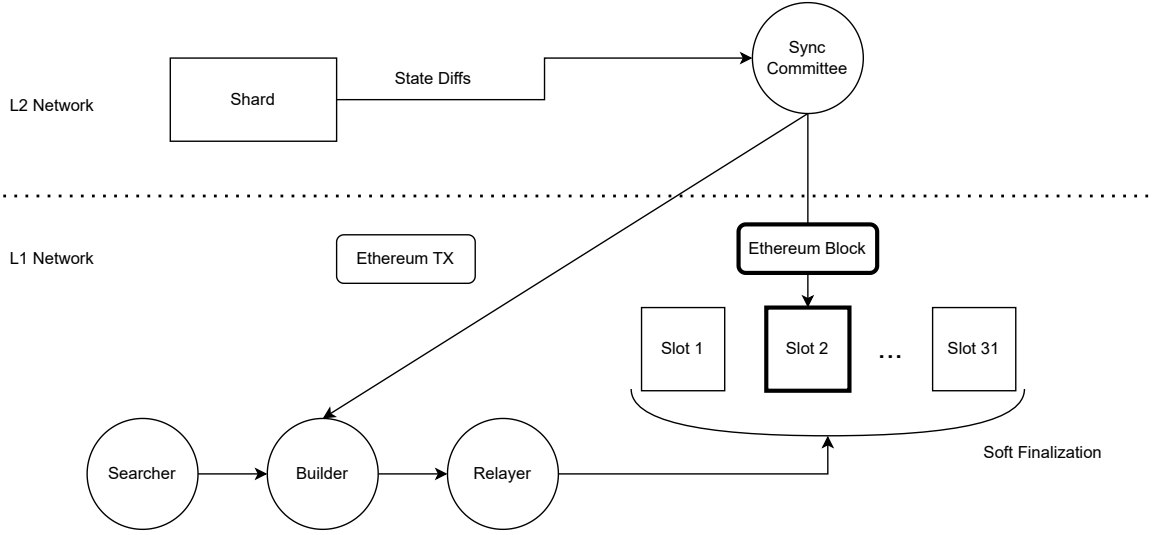 Sync
Committee
State Diffs
Shard
L2 Network
Ethereum TX
Ethereum Block
L1 Network
Slot 1
Slot 2
...
Slot 31
Soft Finalization
Searcher
Builder
Relayer